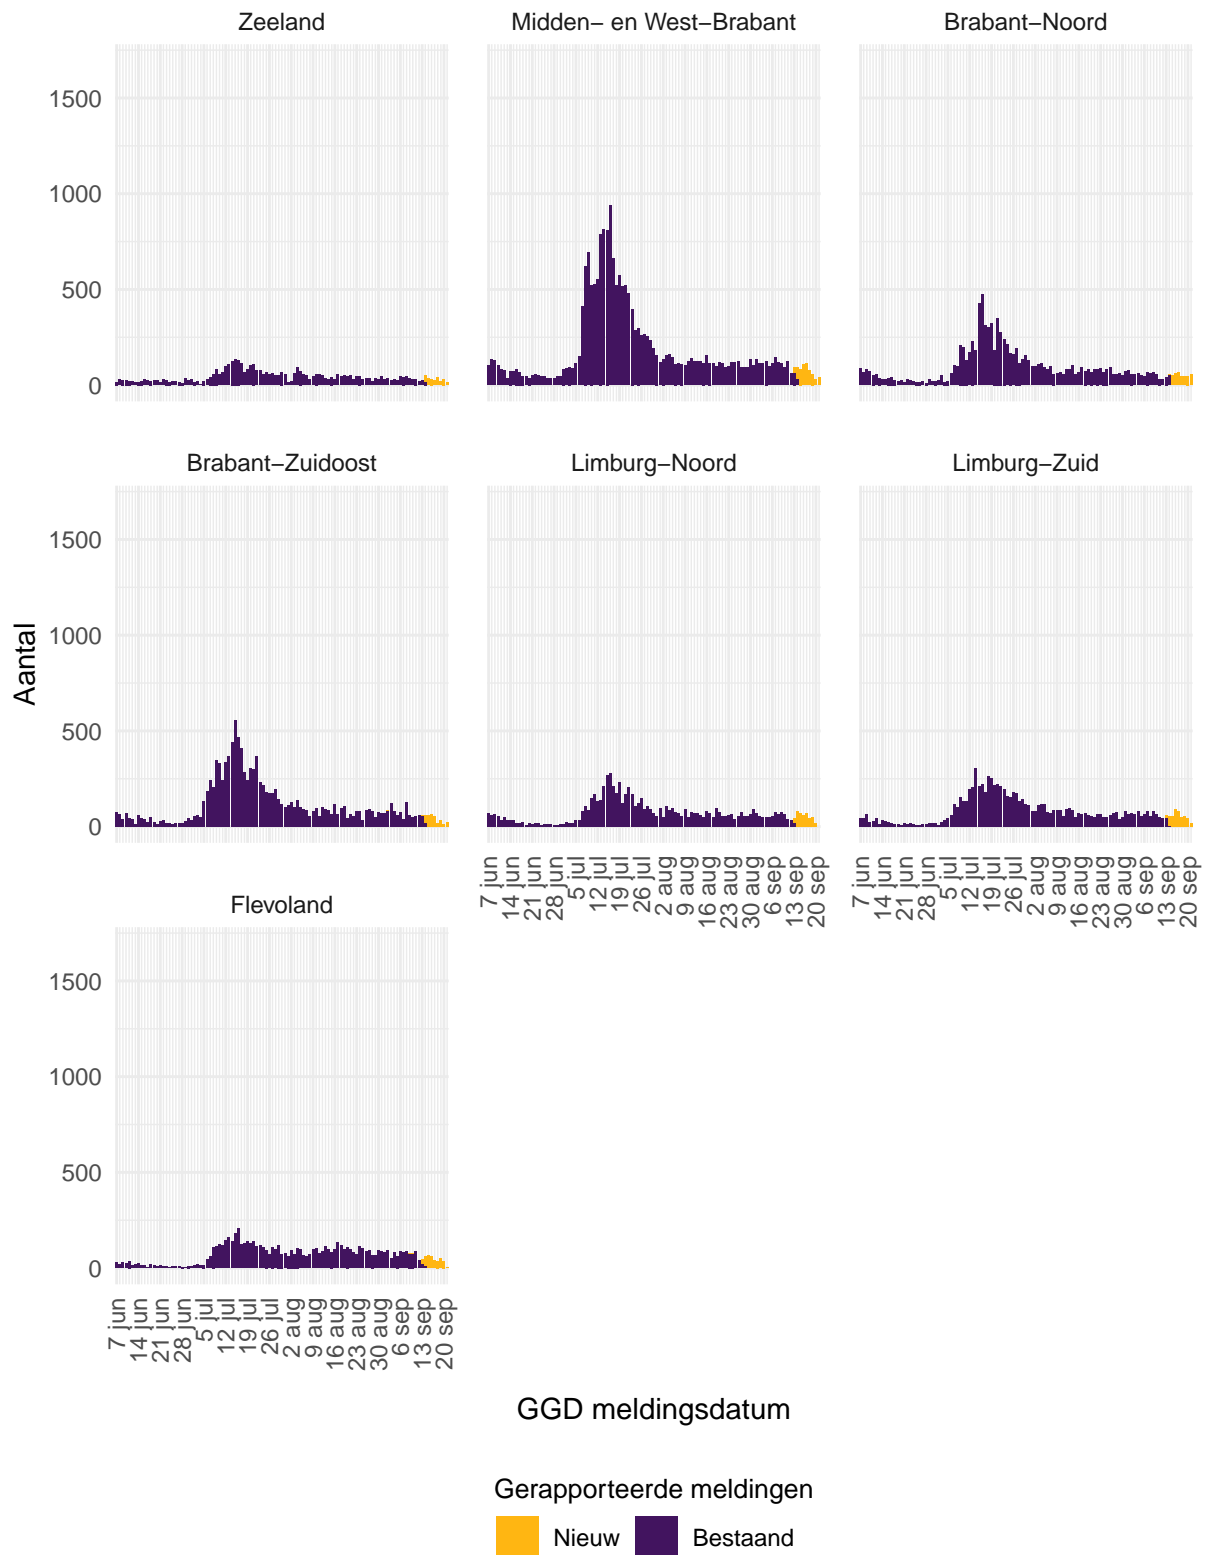 Zeeland
Midden− en West−Brabant
Brabant−Noord
1500
1000
500
0
Brabant−Zuidoost
Limburg−Noord
Limburg−Zuid
1500
1000
500
0
Aantal
7 jun
14 jun
21 jun
28 jun
5 jul
12 jul
19 jul
26 jul
2 aug
9 aug
16 aug
23 aug
30 aug
6 sep
13 sep
20 sep
7 jun
14 jun
21 jun
28 jun
5 jul
12 jul
19 jul
26 jul
2 aug
9 aug
16 aug
23 aug
30 aug
6 sep
13 sep
20 sep
Flevoland
1500
1000
500
0
7 jun
14 jun
21 jun
28 jun
5 jul
12 jul
19 jul
26 jul
2 aug
9 aug
16 aug
23 aug
30 aug
6 sep
13 sep
20 sep
GGD meldingsdatum
Gerapporteerde meldingen
Nieuw
Bestaand